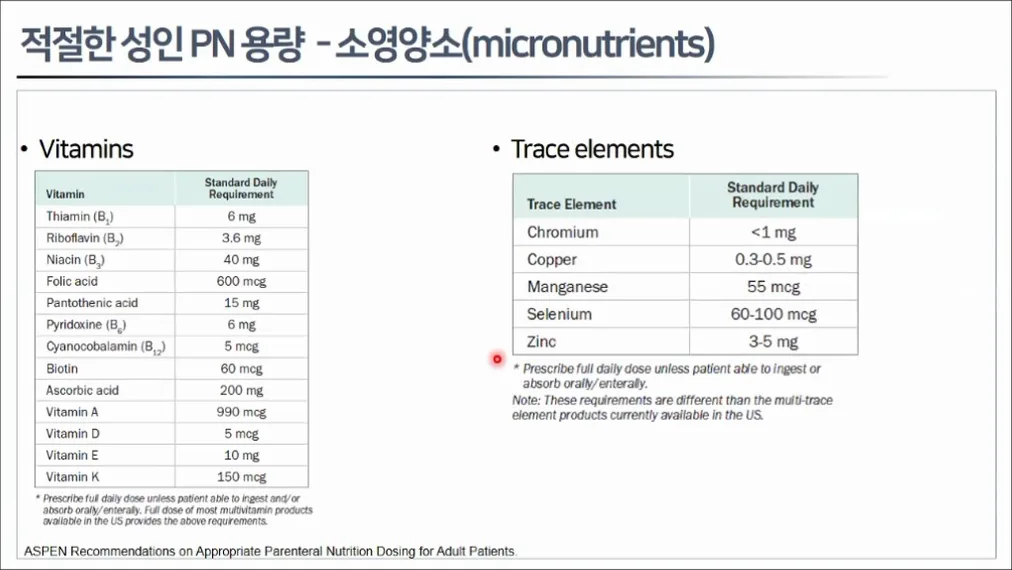 적절한 성인 PN 용량 - 소영양소(micronutrients)
• Vitamins
Vitamin Standard Daily Requirement
Thiamin (B1) 6 mg
Riboflavin (B2) 3.6 mg
Niacin (B3) 40 mg
Folic acid 600 mcg
Pantothenic acid 15 mg
Pyridoxine (B6) 6 mg
Cyanocobalamin (B12) 5 mcg
Biotin 60 mcg
Ascorbic acid 200 mg
Vitamin A 990 mcg
Vitamin D 5 mcg
Vitamin E 10 mg
Vitamin K 150 mcg
* Prescribe full daily dose unless patient able to ingest and/or
absorb orally/enterally. Full dose of most multivitamin products
available in the US provides the above requirements.
• Trace elements
Trace Element Standard Daily Requirement
Chromium <1 mg
Copper 0.3-0.5 mg
Manganese 55 mcg
Selenium 60-100 mcg
Zinc 3-5 mg
* Prescribe full daily dose unless patient able to ingest or
absorb orally/enterally.
Note: These requirements are different than the multi-trace
element products currently available in the US.
ASPEN Recommendations on Appropriate Parenteral Nutrition Dosing for Adult Patients.